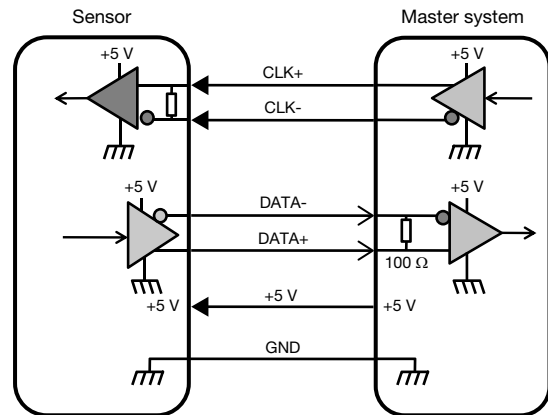 Sensor
Master system
+5 V
+5 V
CLK+
CLK-
+5 V
+5 V
DATA-
DATA+
100 Ω
+5 V
+5 V
+5 V
GND